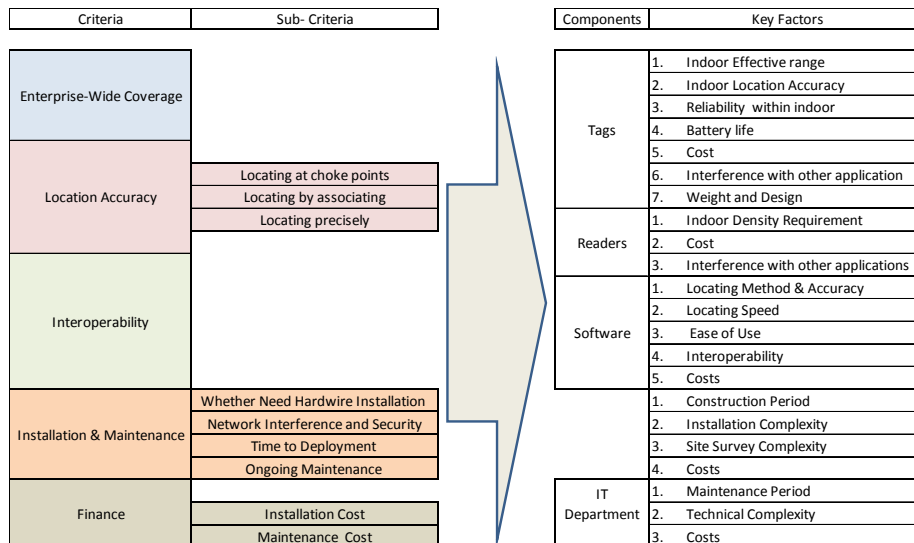 Criteria
Sub- Criteria
Enterprise-Wide Coverage
Location Accuracy
Locating at choke points
Locating by associating
Locating precisely
Interoperability
Installation & Maintenance
Whether Need Hardwire Installation
Network Interference and Security
Time to Deployment
Ongoing Maintenance
Finance
Installation Cost
Maintenance Cost
Components
Key Factors
Tags
1. Indoor Effective range
2. Indoor Location Accuracy
3. Reliability within indoor
4. Battery life
5. Cost
6. Interference with other application
7. Weight and Design
Readers
1. Indoor Density Requirement
2. Cost
3. Interference with other applications
Software
1. Locating Method & Accuracy
2. Locating Speed
3. Ease of Use
4. Interoperability
5. Costs
1. Construction Period
2. Installation Complexity
3. Site Survey Complexity
4. Costs
IT
Department
1. Maintenance Period
2. Technical Complexity
3. Costs